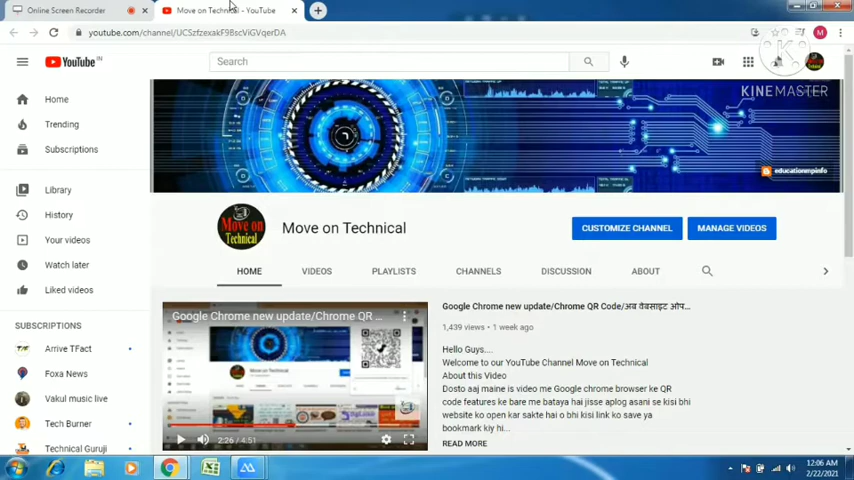 Online Screen Recorder
Move on Technical - YouTube
youtube.com/channel/
M
YouTube IN
Search
K
KINEMASTER
educationmpinfo
Home
Trending
Subscriptions
Library
History
Your videos
Watch later
Liked videos
SUBSCRIPTIONS
Arrive TFact
Foxa News
Vakul music live
Tech Burner
Technical Guruji
Move on
Technical
Move on Technical
CUSTOMIZE CHANNEL
MANAGE VIDEOS
HOME
VIDEOS
PLAYLISTS
CHANNELS
DISCUSSION
ABOUT
Google Chrome new update/Chrome QR ...
2:26 / 4:51
Google Chrome new update/Chrome QR Code/अब वेबसाइट ओप...
1,439 views • 1 week ago
Hello Guys....
Welcome to our YouTube Channel Move on Technical
About this Video
Dosto aaj maine is video me Google chrome browser ke QR
code features ke bare me bataya hai jisse aplog asani se kisi bhi
website ko open kar sakte hai o bhi kisi link ko save ya
bookmark kiy hi...
READ MORE
12:06 AM
2/22/2021